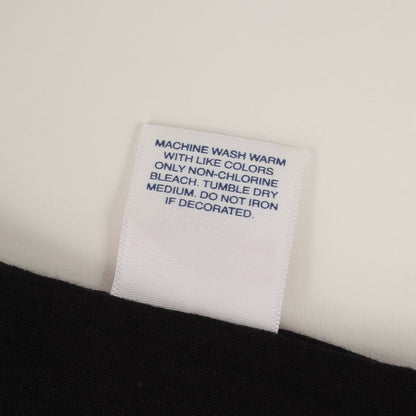 MACHINE WASH WARM
WITH LIKE COLORS
ONLY NON-CHLORINE
BLEACH. TUMBLE DRY
MEDIUM. DO NOT IRON
IF DECORATED.